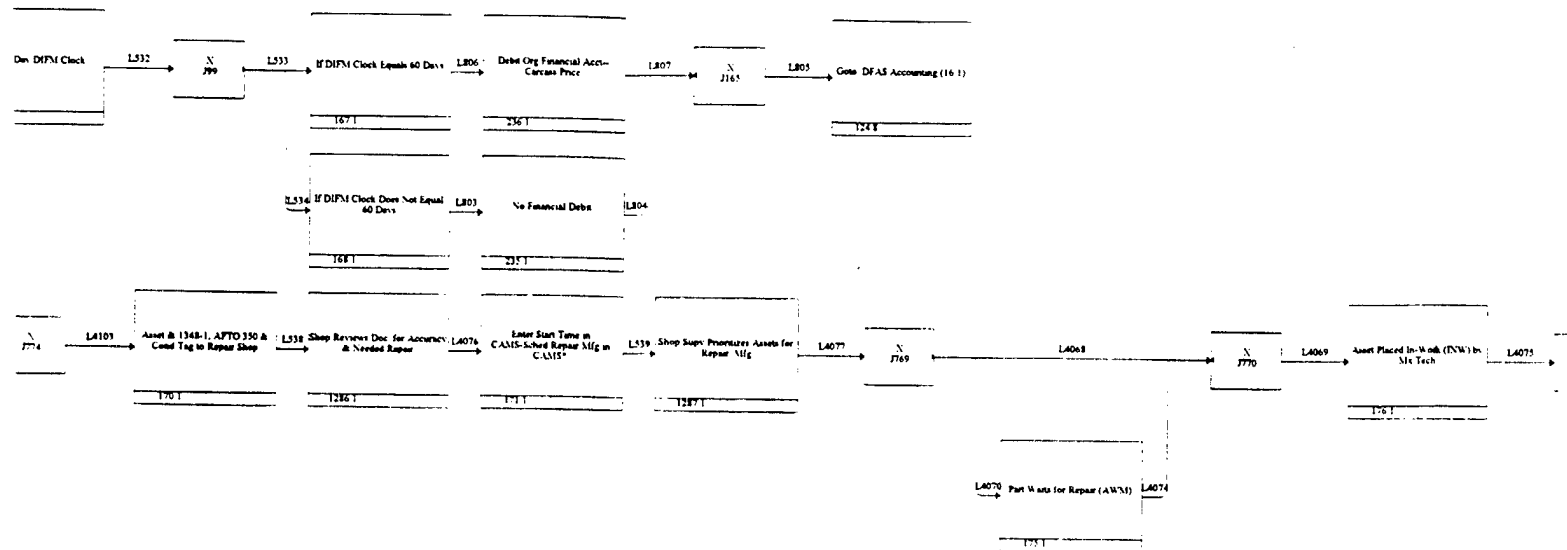 DIFM Clock
L532
X
J99
L533
If DIFM Clock Equals 60 Days
L806
Debit Org Financial Acct--
Carcass Price
L807
X
J165
L805
Goto DFAS Accounting (16 1)
167 1
236 1
124 8
L534
If DIFM Clock Does Not Equal
60 Days
L803
No Financial Debit
L804
168 1
235 1
X
J774
L4103
Asset & 1348-1, AFTO 350 &
Cond Tag to Repair Shop
L538
Shop Reviews Doc. for Accuracy
& Needed Repair
L4076
Enter Start Time in
CAMS-Sched Repair Mfg in
CAMS*
L539
Shop Supv Prioritizes Assets for
Repair Mfg
L4077
X
J769
L4068
X
J770
L4069
Asset Placed In-Work (INW) by
Mx Tech
L4075
170 1
1286 1
171 1
1287 1
176 1
L4070
Part Waits for Repair (AWM)
L4074
175 1